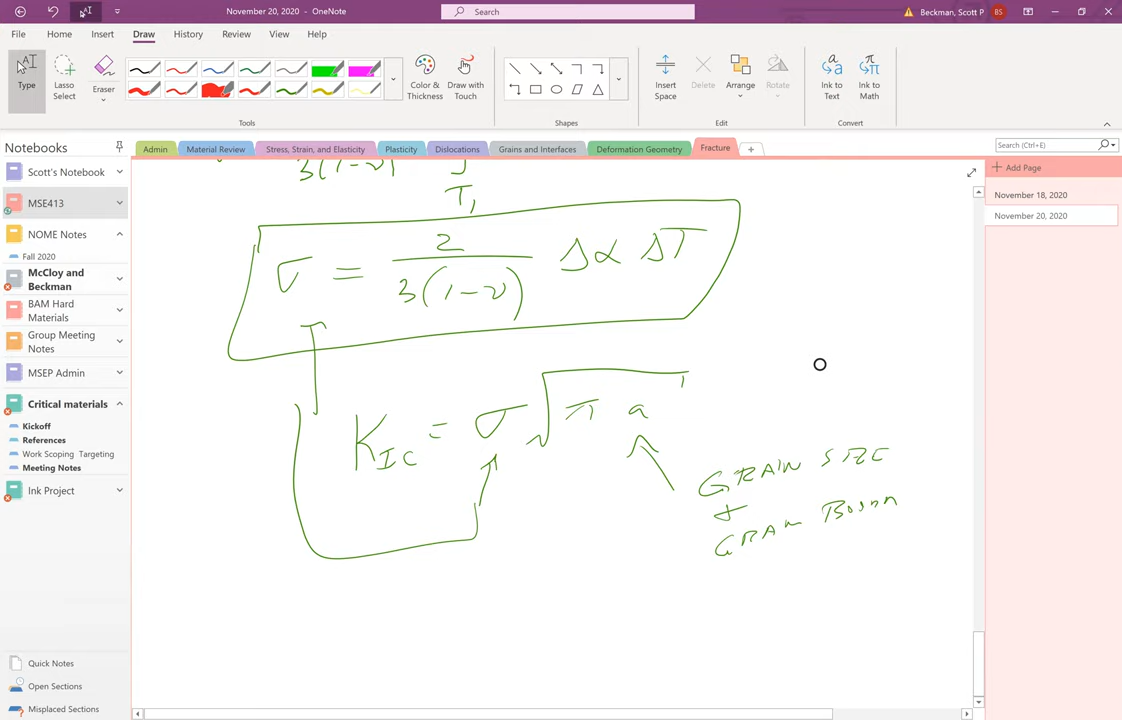 November 20, 2020 - OneNote
Search
Beckman, Scott P
BS
File Home Insert Draw History Review View Help
Type
Lasso Select
Eraser
Color & Thickness
Draw with Touch
Insert Space
Delete
Arrange
Rotate
Ink to Text
Ink to Math
Tools
Shapes
Edit
Convert
Notebooks
Admin Material Review Stress, Strain, and Elasticity Plasticity Dislocations Grains and Interfaces Deformation Geometry Fracture
Search (Ctrl+E)
Scott's Notebook
MSE413
NOME Notes
Fall 2020
McCloy and Beckman
BAM Hard Materials
Group Meeting Notes
MSEP Admin
Critical materials
Kickoff
References
Work Scoping Targeting
Meeting Notes
Ink Project
Quick Notes
Open Sections
Misplaced Sections
Add Page
November 18, 2020
November 20, 2020
3(1-ν)
T₁
σ = 2 / 3(1-ν) Δα ΔT
K_IC = σ √(π a)
GRAIN SIZE
+
GRAIN